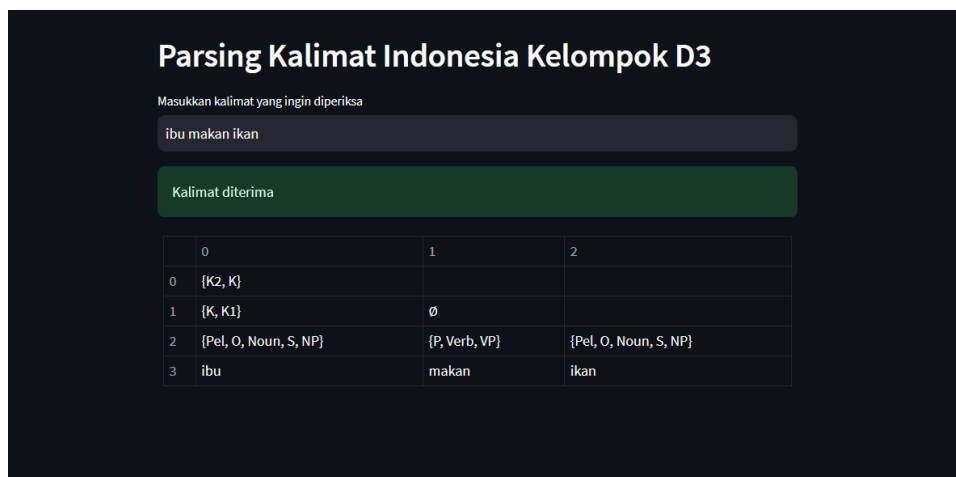 Parsing Kalimat Indonesia Kelompok D3
Masukkan kalimat yang ingin diperiksa
ibu makan ikan
Kalimat diterima
0 1 2
0 {K2, K}
1 {K, K1} Ø
2 {Pel, O, Noun, S, NP} {P, Verb, VP} {Pel, O, Noun, S, NP}
3 ibu makan ikan